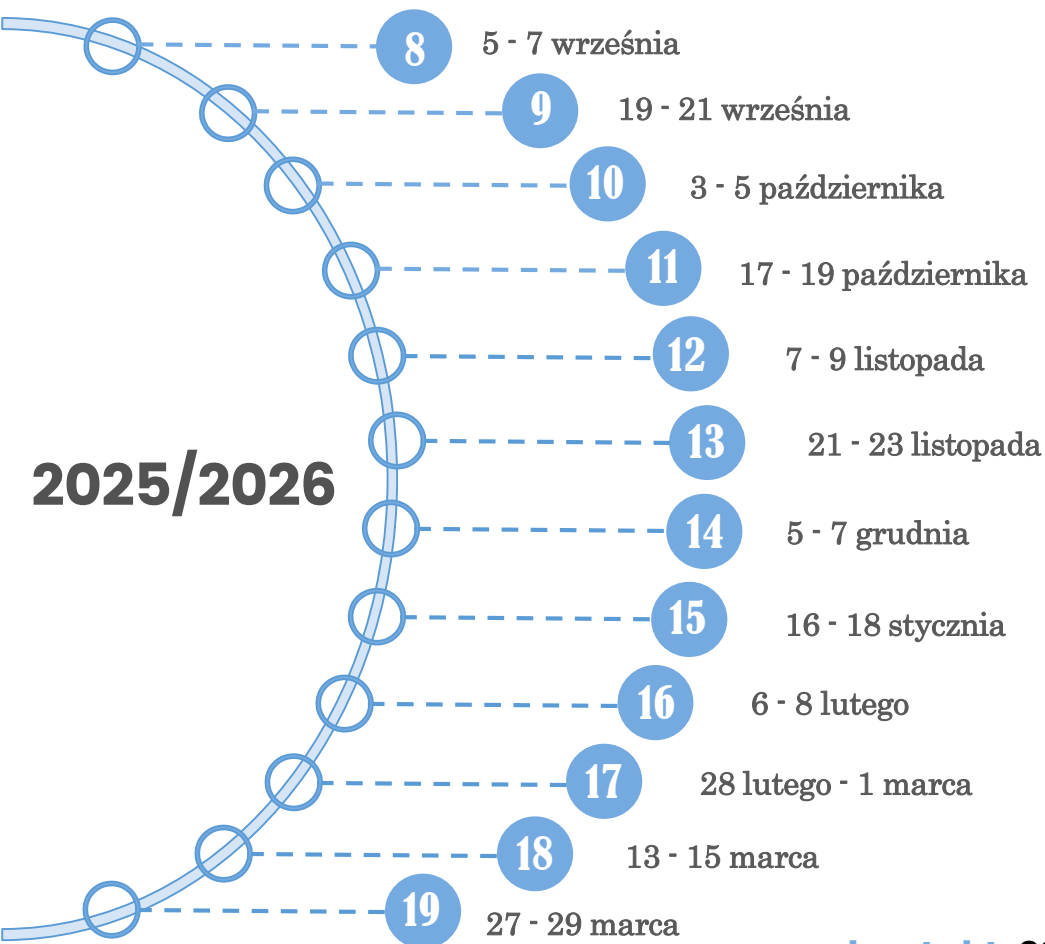 8 5 - 7 września
9 19 - 21 września
10 3 - 5 października
11 17 - 19 października
12 7 - 9 listopada
13 21 - 23 listopada
2025/2026
14 5 - 7 grudnia
15 16 - 18 stycznia
16 6 - 8 lutego
17 28 lutego - 1 marca
18 13 - 15 marca
19 27 - 29 marca